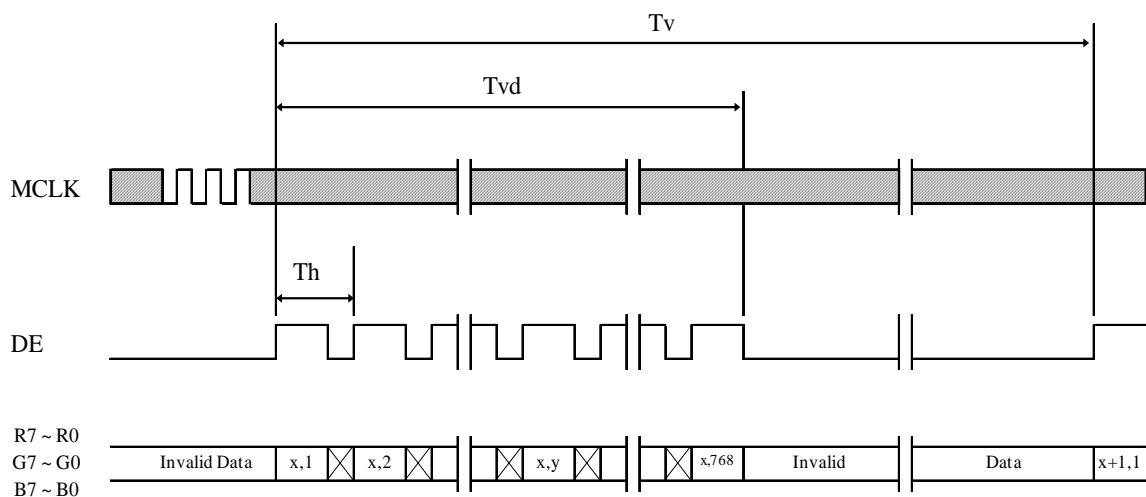 Tv
Tvd
MCLK
Th
DE
R7 ~ R0
G7 ~ G0
B7 ~ B0
Invalid Data x,1 x,2 x,y x,768 Invalid Data x+1,1